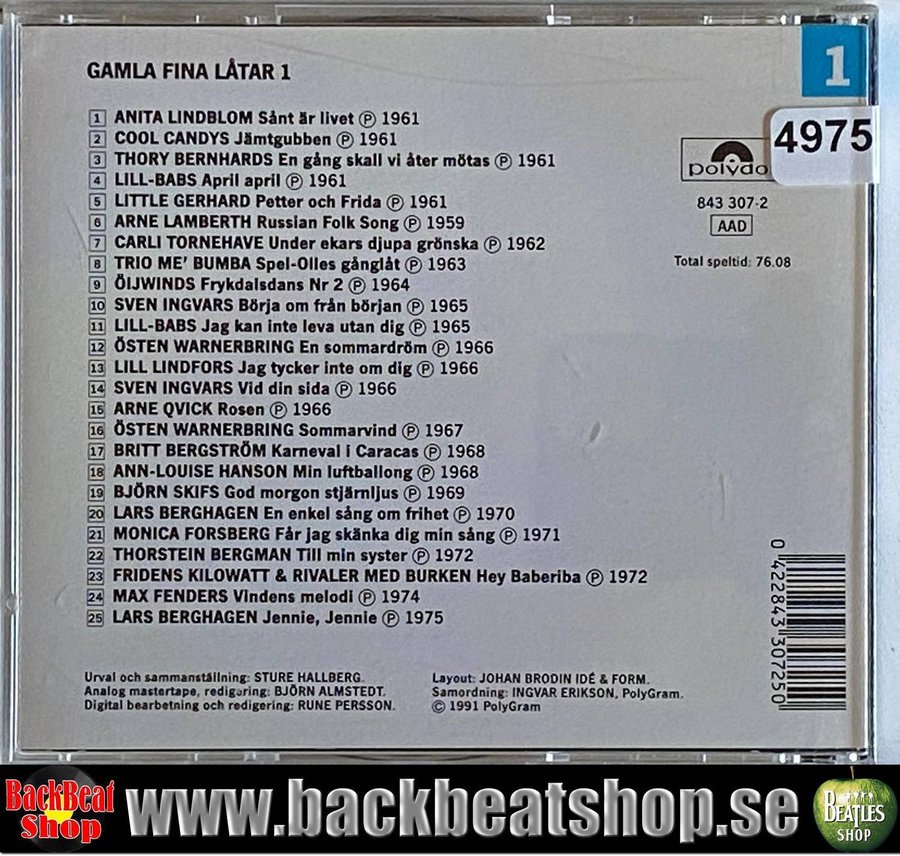 GAMLA FINA LÅTAR 1
1
4975
polydo
843 307-2
AAD
Total speltid: 76.08
1 ANITA LINDBLOM Sånt är livet Ⓟ 1961
2 COOL CANDYS Jämtgubben Ⓟ 1961
3 THORY BERNHARDS En gång skall vi åter mötas Ⓟ 1961
4 LILL-BABS April april Ⓟ 1961
5 LITTLE GERHARD Petter och Frida Ⓟ 1961
6 ARNE LAMBERTH Russian Folk Song Ⓟ 1959
7 CARLI TORNEHAVE Under ekars djupa grönska Ⓟ 1962
8 TRIO ME' BUMBA Spel-Olles gånglåt Ⓟ 1963
9 ÖIJWINDS Frykdalsdans Nr 2 Ⓟ 1964
10 SVEN INGVARS Börja om från början Ⓟ 1965
11 LILL-BABS Jag kan inte leva utan dig Ⓟ 1965
12 ÖSTEN WARNERBRING En sommardröm Ⓟ 1966
13 LILL LINDFORS Jag tycker inte om dig Ⓟ 1966
14 SVEN INGVARS Vid din sida Ⓟ 1966
15 ARNE QVICK Rosen Ⓟ 1966
16 ÖSTEN WARNERBRING Sommarvind Ⓟ 1967
17 BRITT BERGSTRÖM Karneval i Caracas Ⓟ 1968
18 ANN-LOUISE HANSON Min luftballong Ⓟ 1968
19 BJÖRN SKIFS God morgon stjärnljus Ⓟ 1969
20 LARS BERGHAGEN En enkel sång om frihet Ⓟ 1970
21 MONICA FORSBERG Får jag skänka dig min sång Ⓟ 1971
22 THORSTEIN BERGMAN Till min syster Ⓟ 1972
23 FRIDENS KILOWATT & RIVALER MED BURKEN Hey Baberiba Ⓟ 1972
24 MAX FENDERS Vindens melodi Ⓟ 1974
25 LARS BERGHAGEN Jennie, Jennie Ⓟ 1975
0 422843 307250
Urval och sammanställning: STURE HALLBERG.
Analog mastertape, redigering: BJÖRN ALMSTEDT.
Digital bearbetning och redigering: RUNE PERSSON.
Layout: JOHAN BRODIN IDÉ & FORM.
Samordning: INGVAR ERIKSON, PolyGram.
© 1991 PolyGram
BackBeat
Shop
www.backbeatshop.se
BEATLES
SHOP